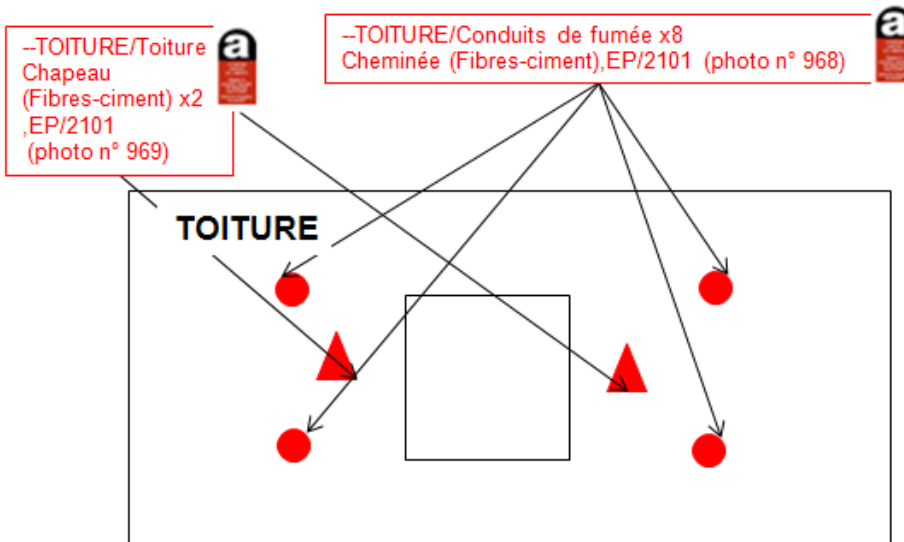 --TOITURE/Toiture
Chapeau
(Fibres-ciment) x2
,EP/2101
(photo n° 969)
a
--TOITURE/Conduits de fumée x8
Cheminée (Fibres-ciment),EP/2101 (photo n° 968)
a
TOITURE